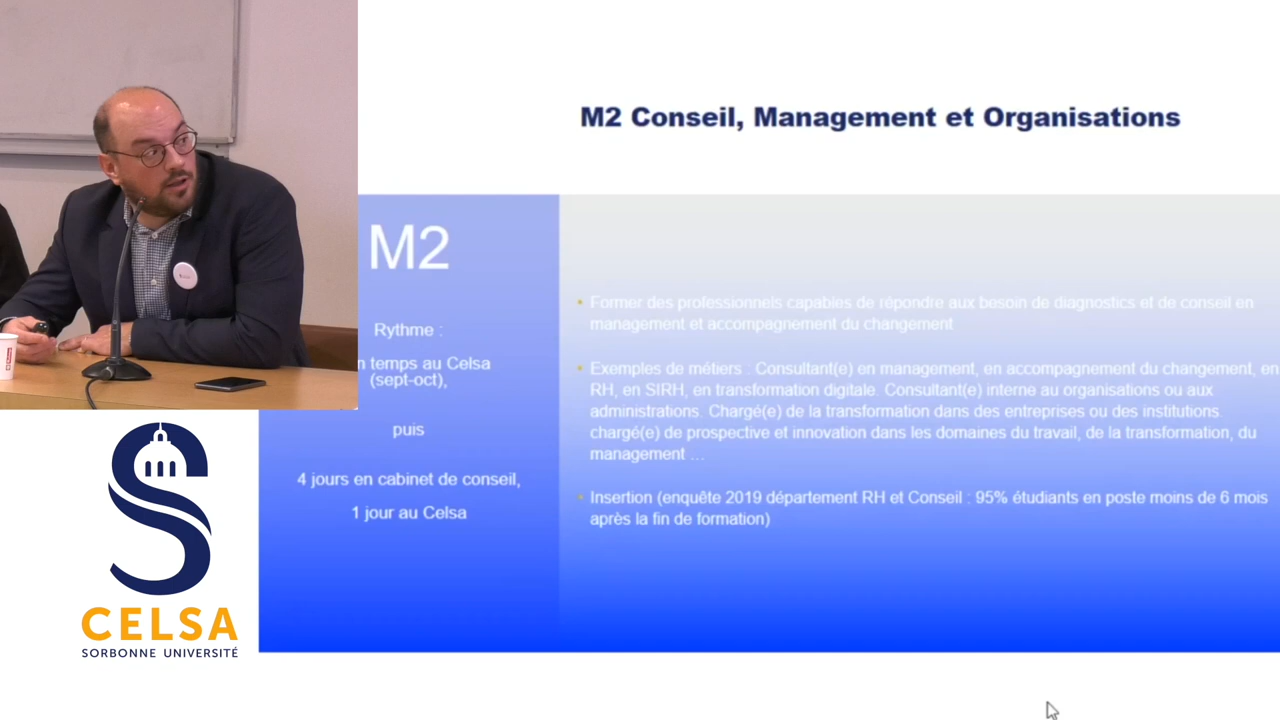 M2 Conseil, Management et Organisations
M2
Rythme :
temps au Celsa
(sept-oct),
puis
4 jours en cabinet de conseil,
1 jour au Celsa
• Former des professionnels capables de répondre aux besoin de diagnostics et de conseil en
management et accompagnement du changement
• Exemples de métiers : Consultant(e) en management, en accompagnement du changement, en
RH, en SIRH, en transformation digitale. Consultant(e) interne au organisations ou aux
administrations. Chargé(e) de la transformation dans des entreprises ou des institutions.
chargé(e) de prospective et innovation dans les domaines du travail, de la transformation, du
management ...
• Insertion (enquête 2019 département RH et Conseil : 95% étudiants en poste moins de 6 mois
après la fin de formation)
CELSA
SORBONNE UNIVERSITÉ